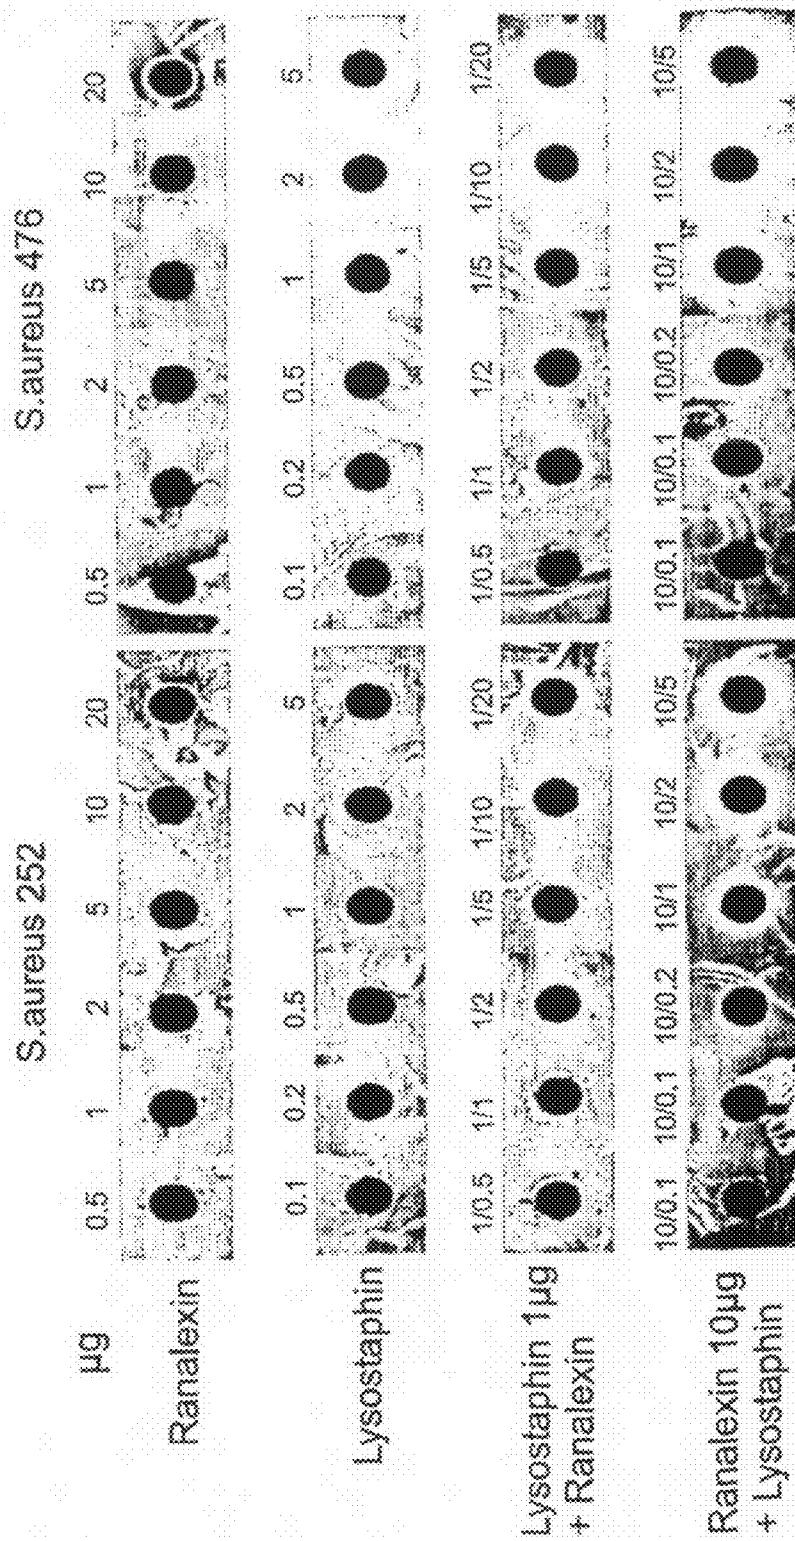 S.aureus 252 S.aureus 476
µg 0.5 1 2 5 10 20 0.5 1 2 5 10 20
Ranalexin
0.1 0.2 0.5 1 2 5 0.1 0.2 0.5 1 2 5
Lysostaphin
1/0.5 1/1 1/2 1/5 1/10 1/20 1/0.5 1/1 1/2 1/5 1/10 1/20
Lysostaphin 1µg
+ Ranalexin
10/0.1 10/0.1 10/0.2 10/1 10/2 10/5 10/0.1 10/0.1 10/0.2 10/1 10/2 10/5
Ranalexin 10µg
+ Lysostaphin